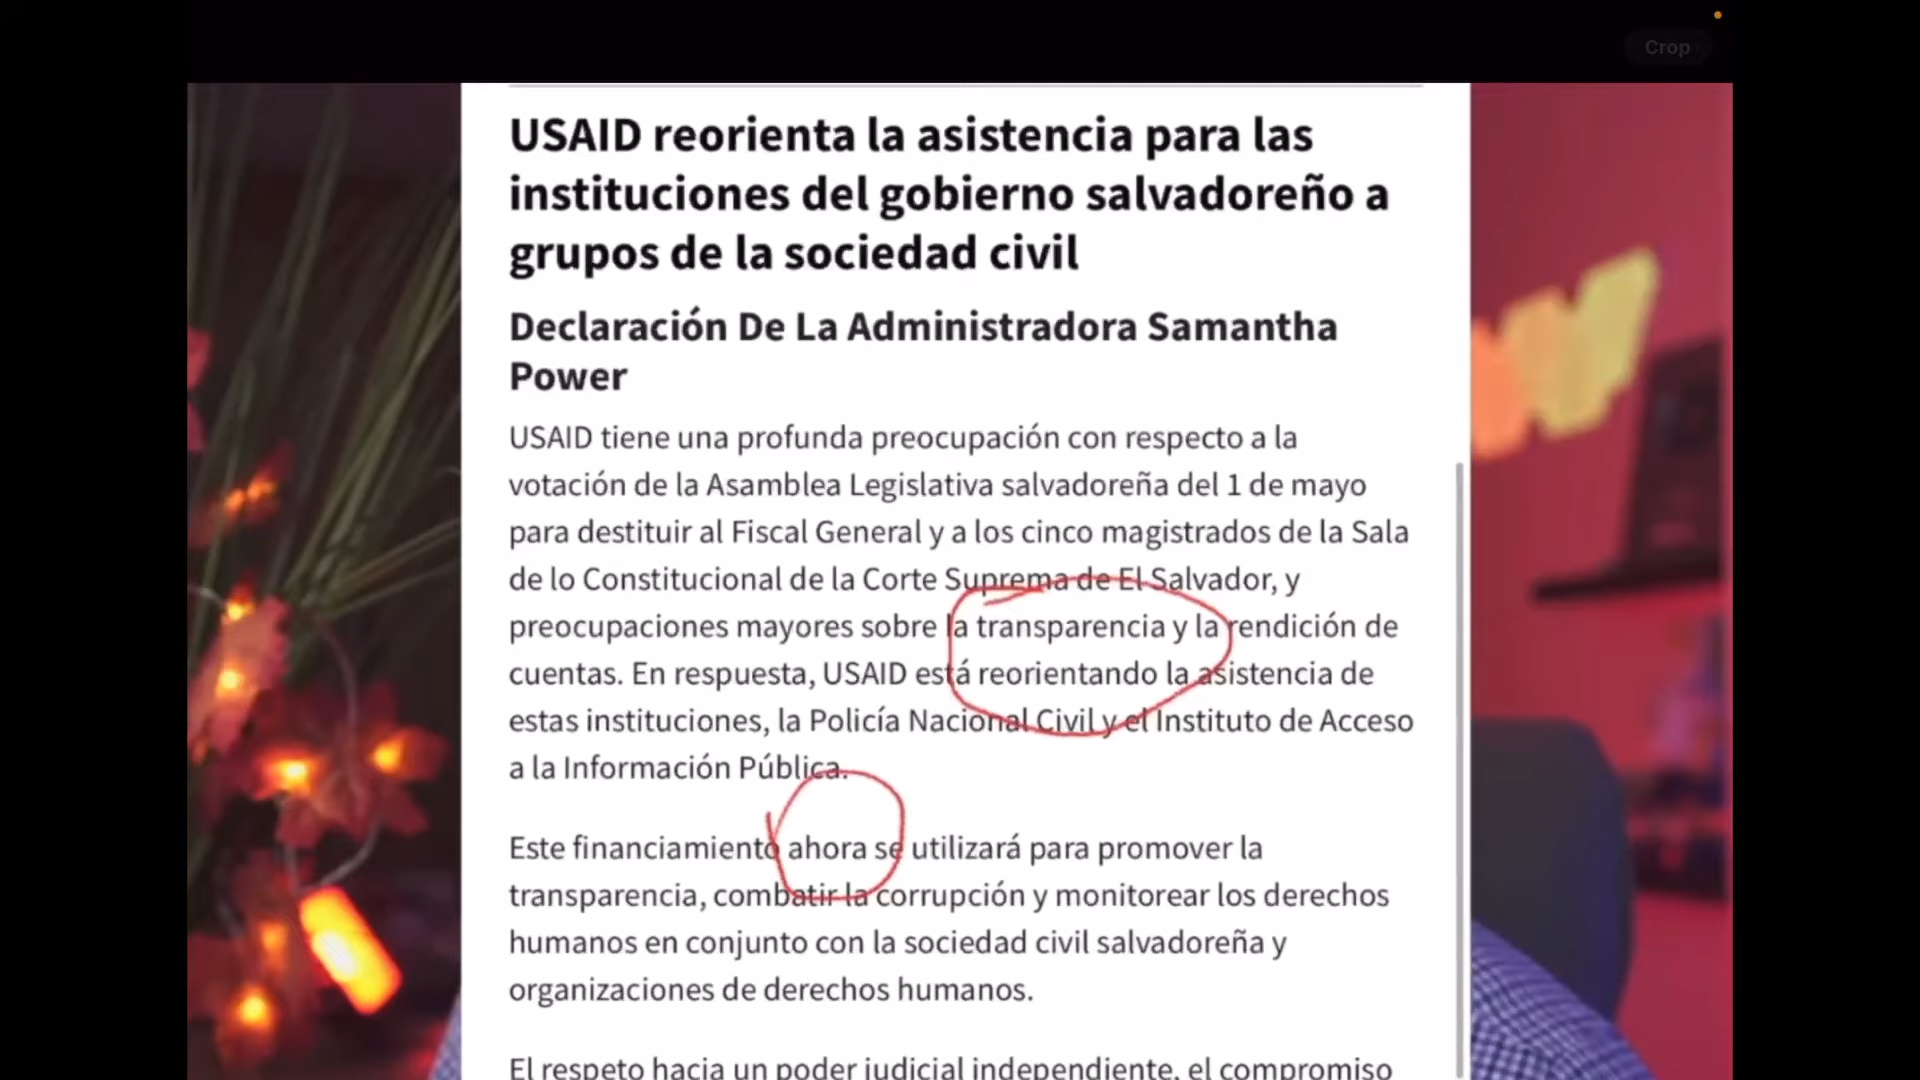 Crop
USAID reorienta la asistencia para las
instituciones del gobierno salvadoreño a
grupos de la sociedad civil
Declaración De La Administradora Samantha
Power
USAID tiene una profunda preocupación con respecto a la
votación de la Asamblea Legislativa salvadoreña del 1 de mayo
para destituir al Fiscal General y a los cinco magistrados de la Sala
de lo Constitucional de la Corte Suprema de El Salvador, y
preocupaciones mayores sobre la transparencia y la rendición de
cuentas. En respuesta, USAID está reorientando la asistencia de
estas instituciones, la Policía Nacional Civil y el Instituto de Acceso
a la Información Pública.
Este financiamiento ahora se utilizará para promover la
transparencia, combatir la corrupción y monitorear los derechos
humanos en conjunto con la sociedad civil salvadoreña y
organizaciones de derechos humanos.
El respeto hacia un poder judicial independiente, el compromiso